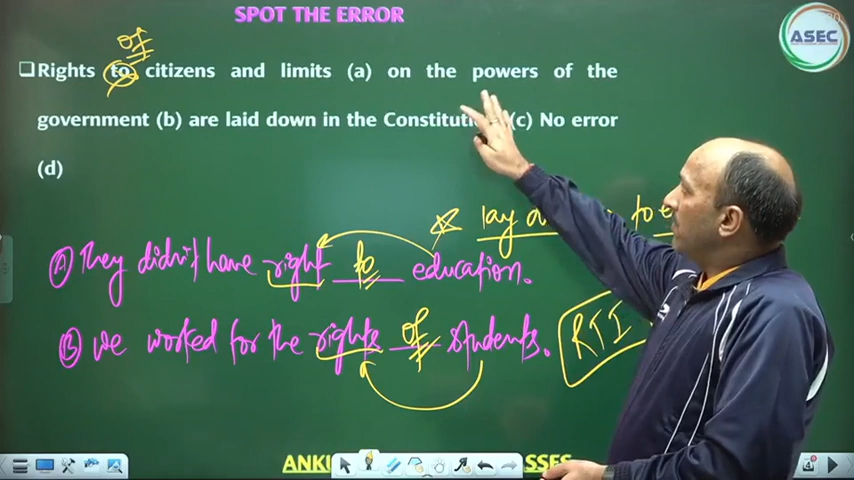 SPOT THE ERROR
ASEC
of
Rights to citizens and limits (a) on the powers of the
government (b) are laid down in the (c) No error
(d)
lay to
(A) They didn't have right to education.
(B) We worked for the rights of students.
RTI